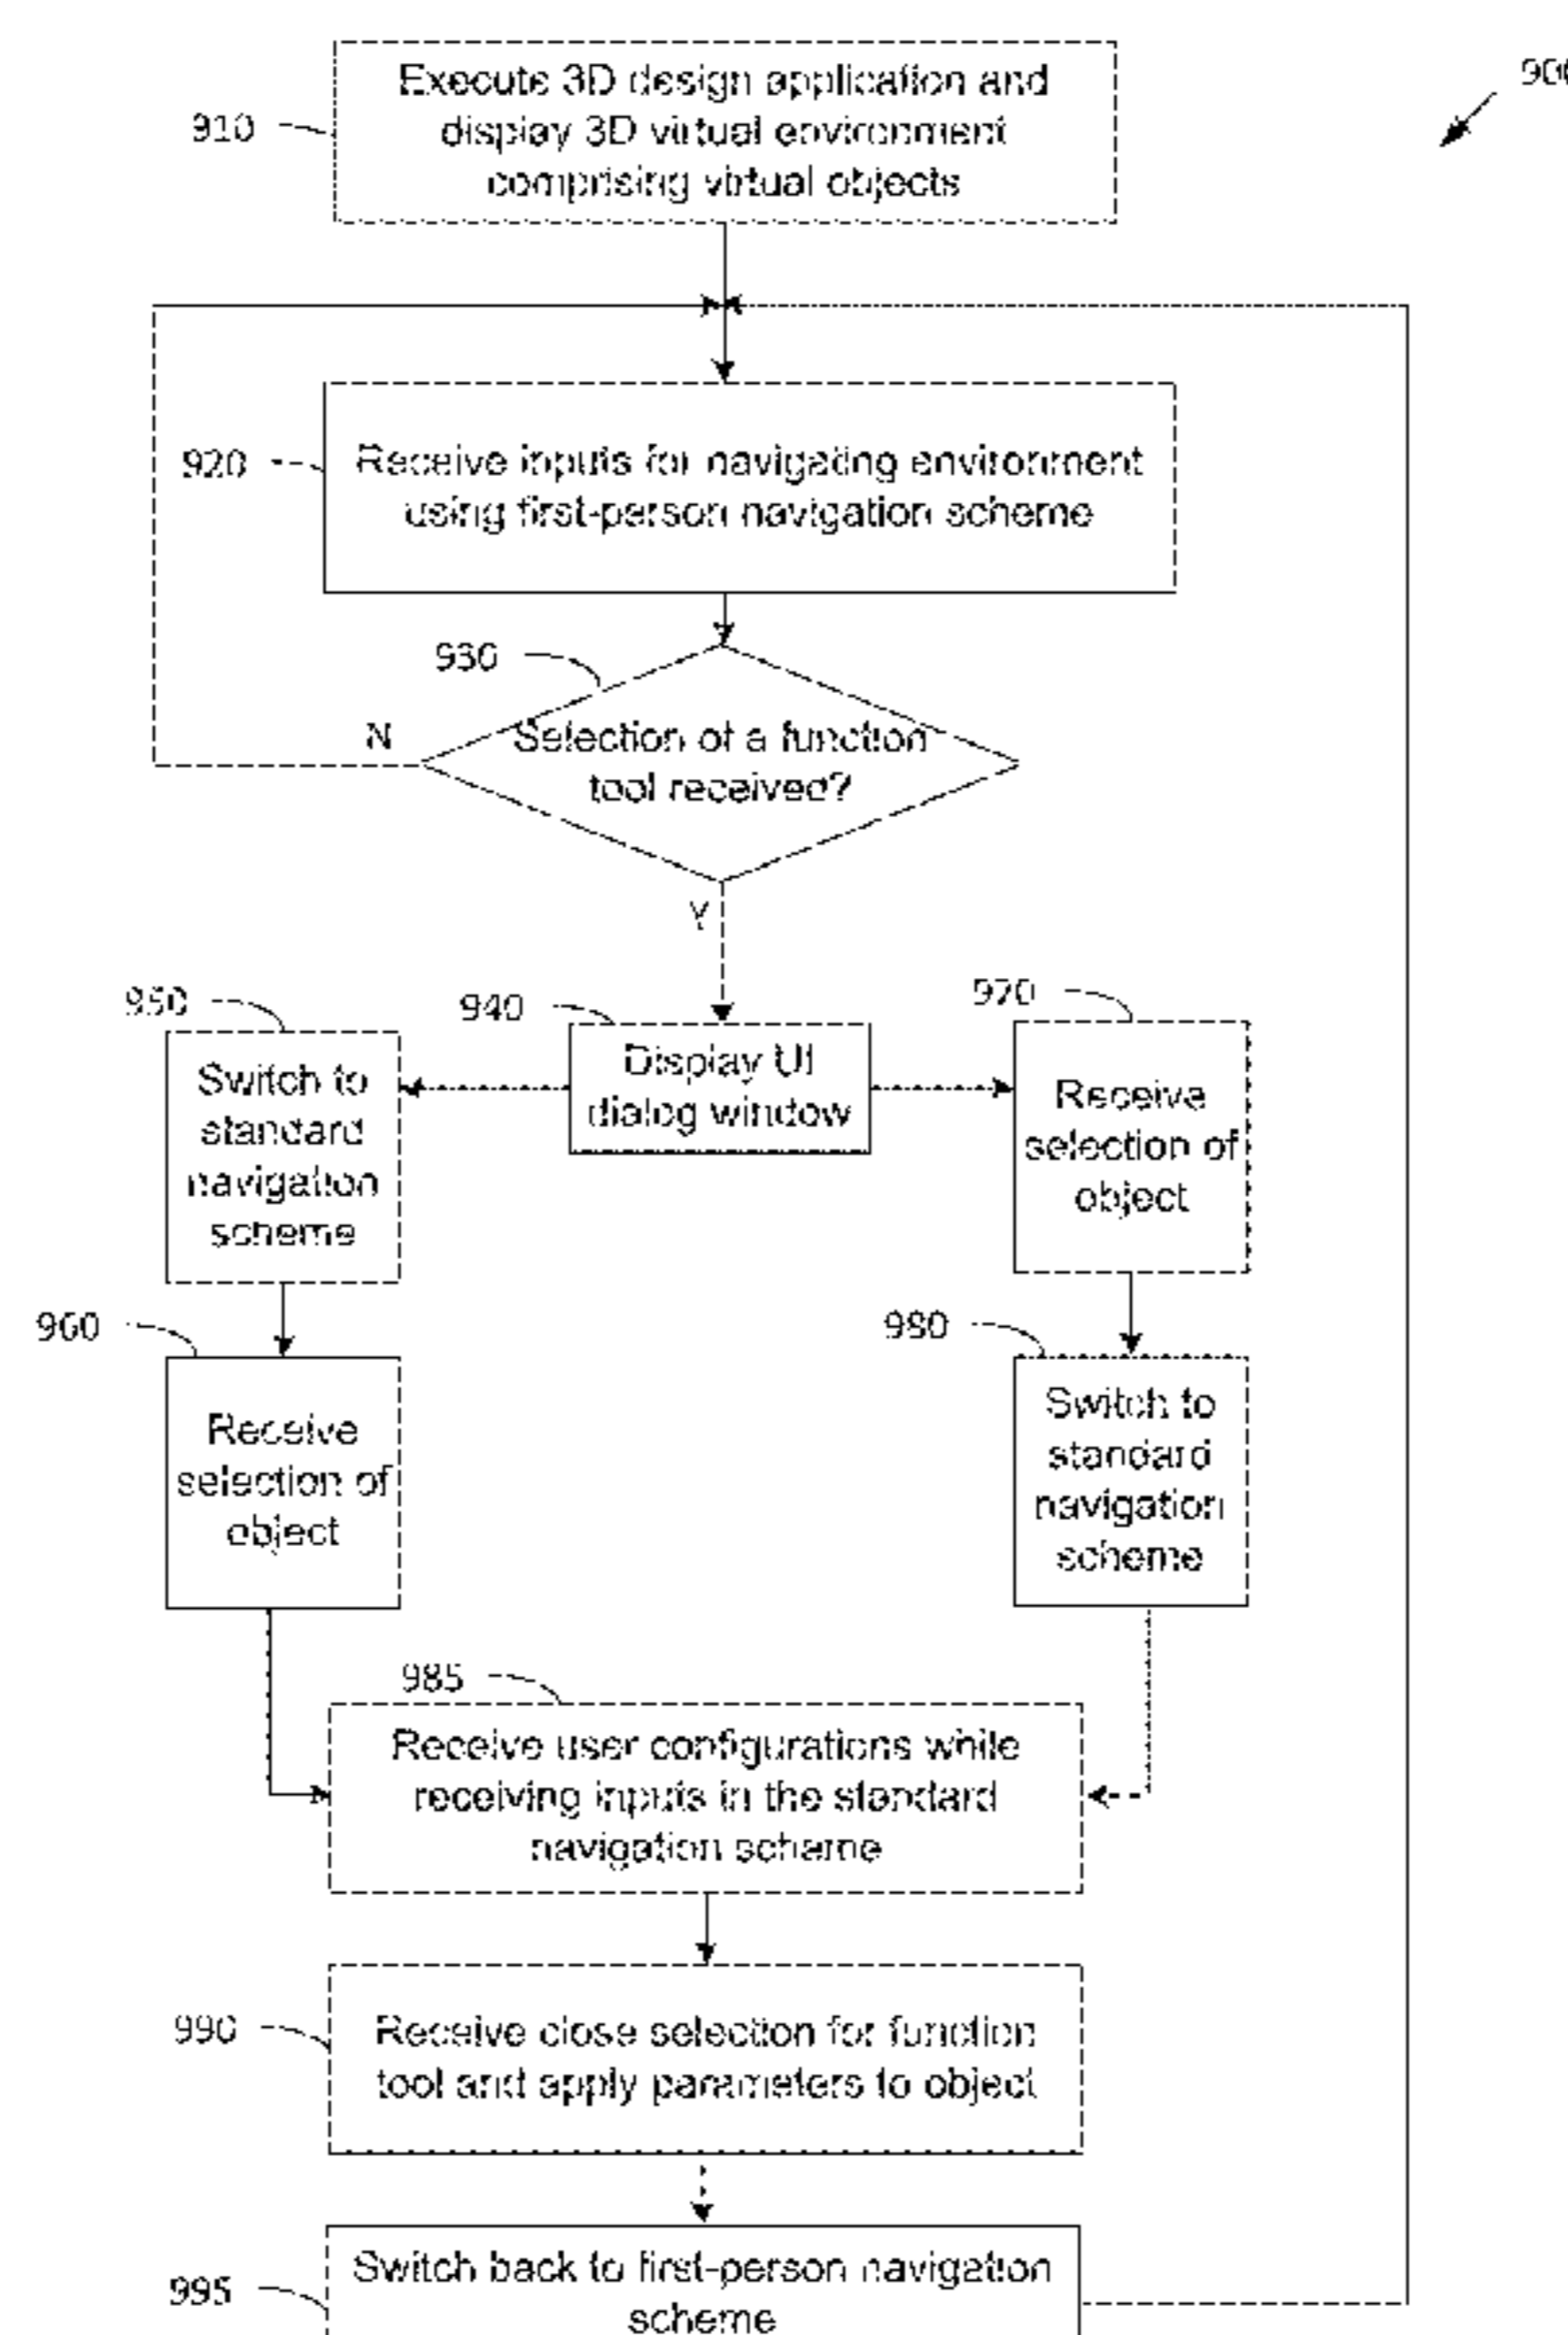 Execute 3D design application and
display 3D virtual environment
comprising virtual objects
910
920
Receive inputs for navigating environment
using first-person navigation scheme
930
N
Selection of a function
tool received?
Y
950
940
970
Switch to
standard
navigation
scheme
Display UI
dialog window
Receive
selection of
object
960
980
Receive
selection of
object
Switch to
standard
navigation
scheme
985
Receive user configurations while
receiving inputs in the standard
navigation scheme
990
Receive close selection for function
tool and apply parameters to object
995
Switch back to first-person navigation
scheme